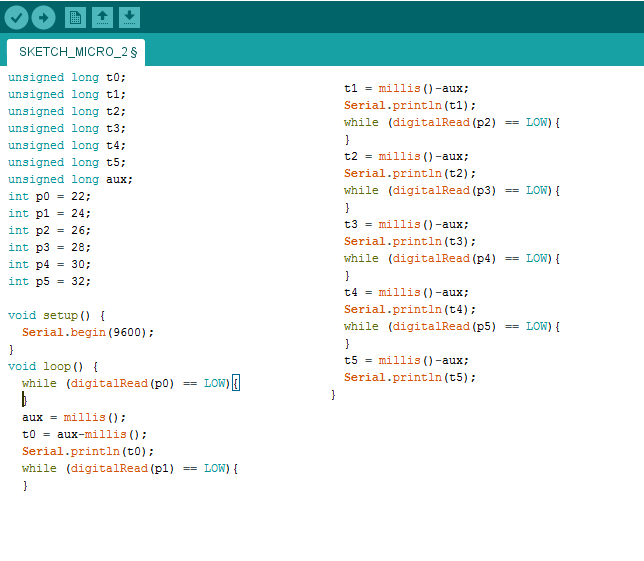 SKETCH_MICRO_2 §
unsigned long t0;
unsigned long t1;
unsigned long t2;
unsigned long t3;
unsigned long t4;
unsigned long t5;
unsigned long aux;
int p0 = 22;
int p1 = 24;
int p2 = 26;
int p3 = 28;
int p4 = 30;
int p5 = 32;
void setup() {
Serial.begin(9600);
}
void loop() {
while (digitalRead(p0) == LOW){
}
aux = millis();
t0 = aux-millis();
Serial.println(t0);
while (digitalRead(p1) == LOW){
}
t1 = millis()-aux;
Serial.println(t1);
while (digitalRead(p2) == LOW){
}
t2 = millis()-aux;
Serial.println(t2);
while (digitalRead(p3) == LOW){
}
t3 = millis()-aux;
Serial.println(t3);
while (digitalRead(p4) == LOW){
}
t4 = millis()-aux;
Serial.println(t4);
while (digitalRead(p5) == LOW){
}
t5 = millis()-aux;
Serial.println(t5);
}